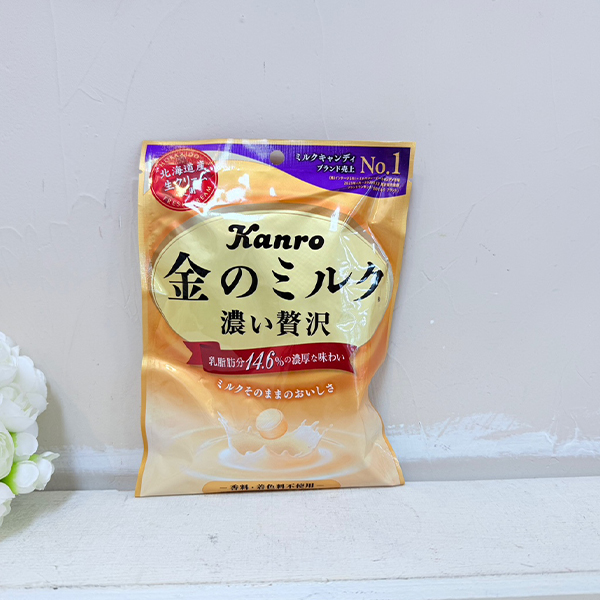 HOKKAIDO
北海道産
生クリーム
FRESH CREAM
ミルクキャンディ
ブランド売上
No.1
Kanro
金のミルク
濃い贅沢
乳脂肪分14.6%の濃厚な味わい
ミルクそのままのおいしさ
香料・着色料不使用